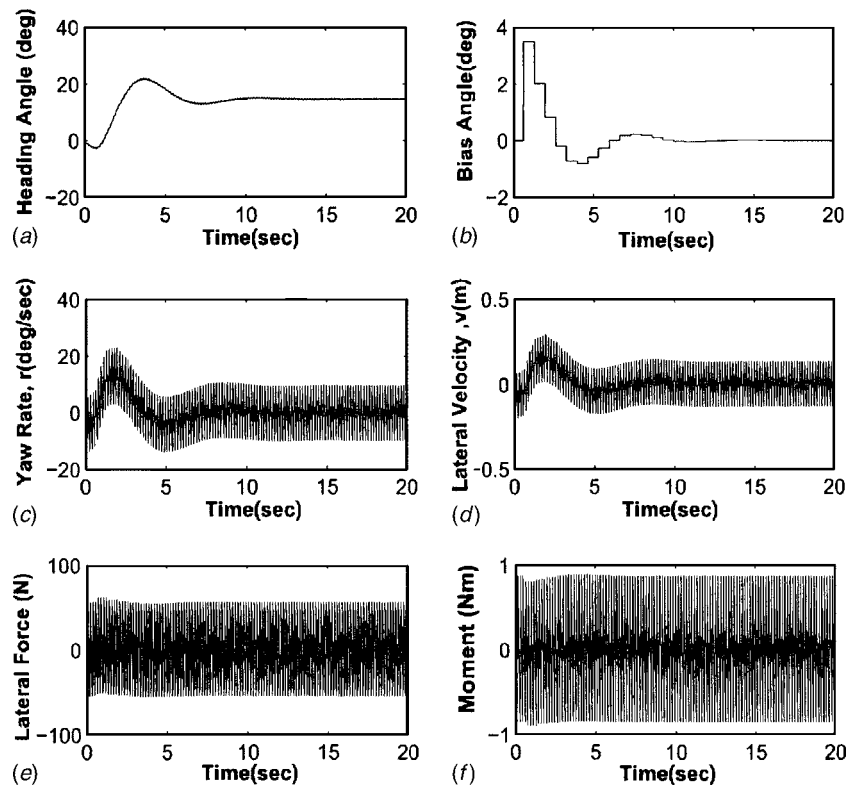 40
20
0
−20
Heading Angle (deg)
0 5 10 15 20
Time(sec)
(a)
4
2
0
−2
Bias Angle(deg)
0 5 10 15 20
Time(sec)
(b)
40
20
0
−20
Yaw Rate, r(deg/sec)
0 5 10 15 20
Time(sec)
(c)
0.5
0
−0.5
Lateral Velocity ,v(m)
0 5 10 15 20
Time(sec)
(d)
100
0
−100
Lateral Force (N)
0 5 10 15 20
Time(sec)
(e)
1
0
−1
Moment (Nm)
0 5 10 15 20
Time(sec)
(f)